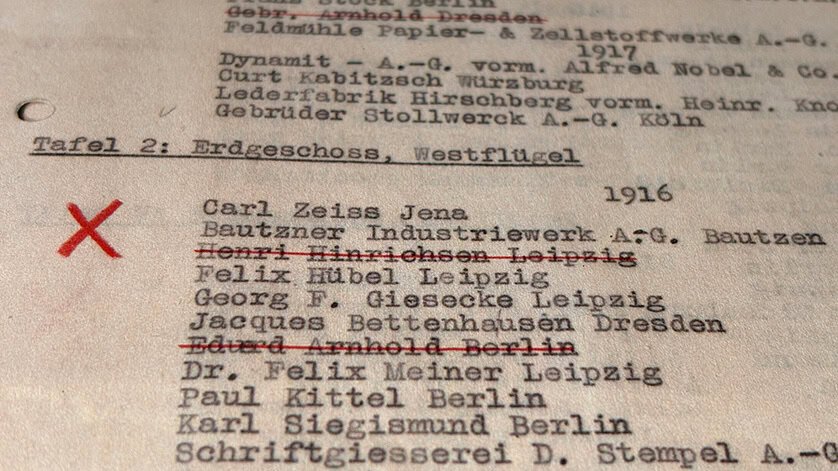 Gebr. Arnhold Dresden
Feldmühle Papier- & Zellstoffwerke A.-G.
1917
Dynamit - A.-G. vorm. Alfred Nobel & Co.
Curt Kabitzsch Würzburg
Lederfabrik Hirschberg vorm. Heinr. Kno
Gebrüder Stollwerck A.-G. Köln
Tafel 2: Erdgeschoss, Westflügel
1916
Carl Zeiss Jena
Bautzner Industriewerk A.-G. Bautzen
Henri Hinrichsen Leipzig
Felix Hübel Leipzig
Georg F. Giesecke Leipzig
Jacques Bettenhausen Dresden
Eduard Arnhold Berlin
Dr. Felix Meiner Leipzig
Paul Kittel Berlin
Karl Siegismund Berlin
Schriftgiesserei D. Stempel A.-G